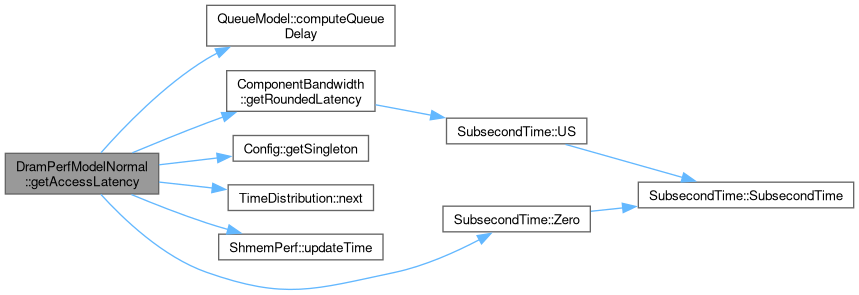 QueueModel::computeQueue
Delay
ComponentBandwidth
::getRoundedLatency
SubsecondTime::US
Config::getSingleton
DramPerfModelNormal
::getAccessLatency
TimeDistribution::next
SubsecondTime::SubsecondTime
SubsecondTime::Zero
ShmemPerf::updateTime